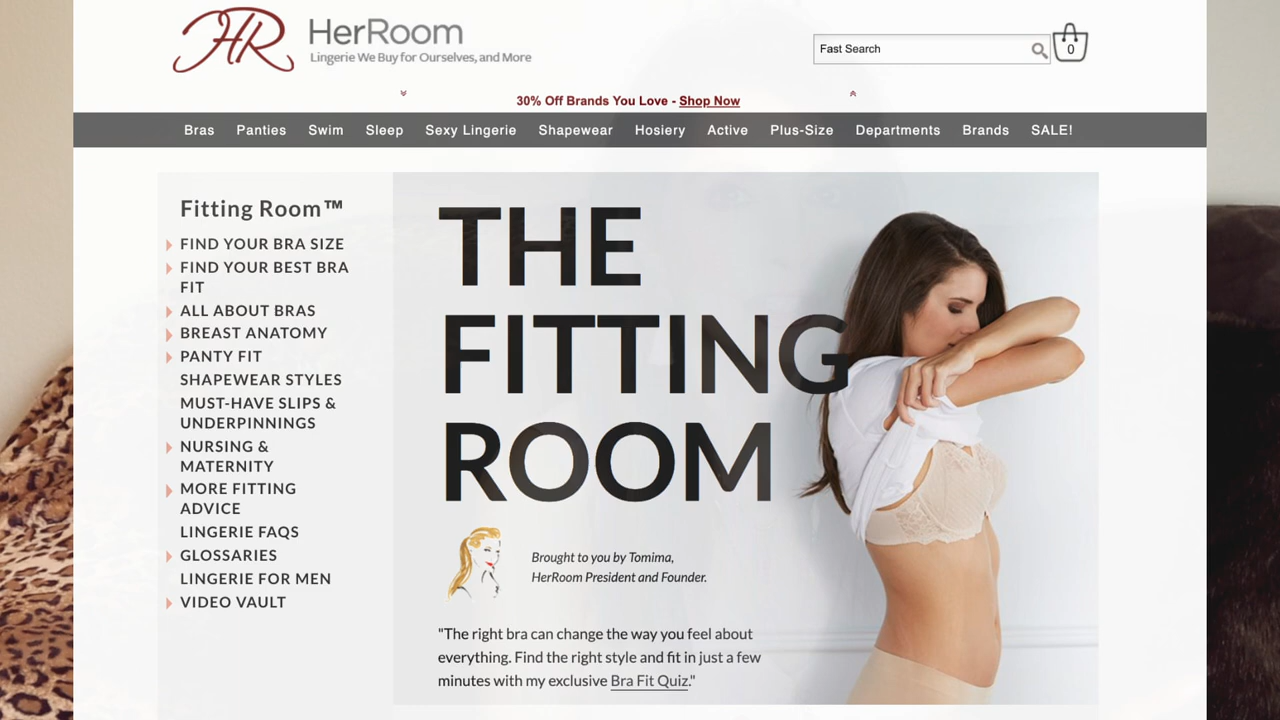 HR
HerRoom
Lingerie We Buy for Ourselves, and More
Fast Search
0
30% Off Brands You Love - Shop Now
Bras Panties Swim Sleep Sexy Lingerie Shapewear Hosiery Active Plus-Size Departments Brands SALE!
Fitting Room™
FIND YOUR BRA SIZE
FIND YOUR BEST BRA
FIT
ALL ABOUT BRAS
BREAST ANATOMY
PANTY FIT
SHAPEWEAR STYLES
MUST-HAVE SLIPS &
UNDERPINNINGS
NURSING &
MATERNITY
MORE FITTING
ADVICE
LINGERIE FAQS
GLOSSARIES
LINGERIE FOR MEN
VIDEO VAULT
THE
FITTING
ROOM
Brought to you by Tomima,
HerRoom President and Founder.
"The right bra can change the way you feel about
everything. Find the right style and fit in just a few
minutes with my exclusive Bra Fit Quiz."